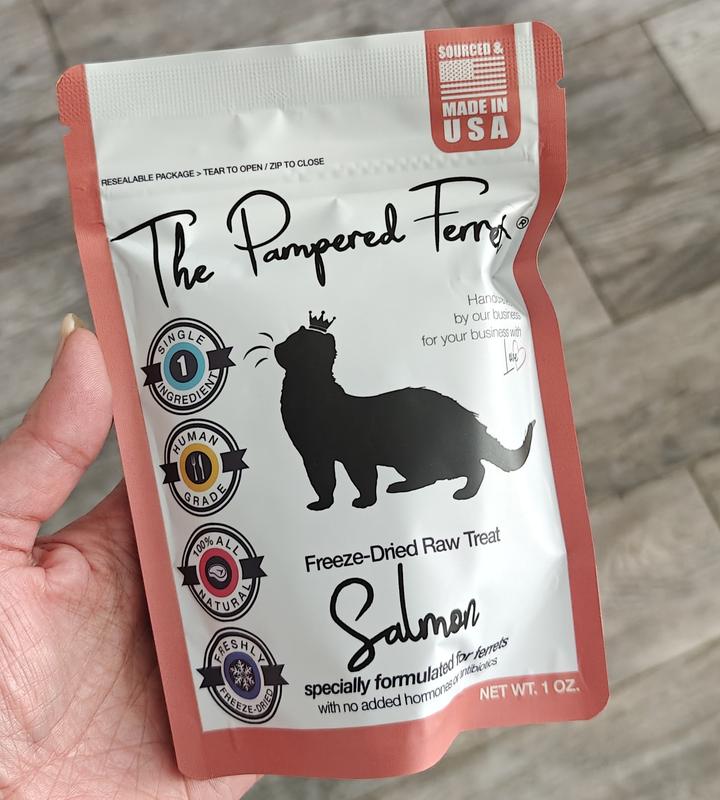 SOURCED &
MADE IN
USA
RESEALABLE PACKAGE > TEAR TO OPEN / ZIP TO CLOSE
The Pampered Ferret®
by our business
for your business with
Love
SINGLE
1
INGREDIENT
HUMAN
GRADE
100% ALL
NATURAL
FRESHLY
FREEZE-DRIED
Freeze-Dried Raw Treat
Salmon
specially formulated for ferrets
with no added hormones or antibiotics
NET WT. 1 OZ.